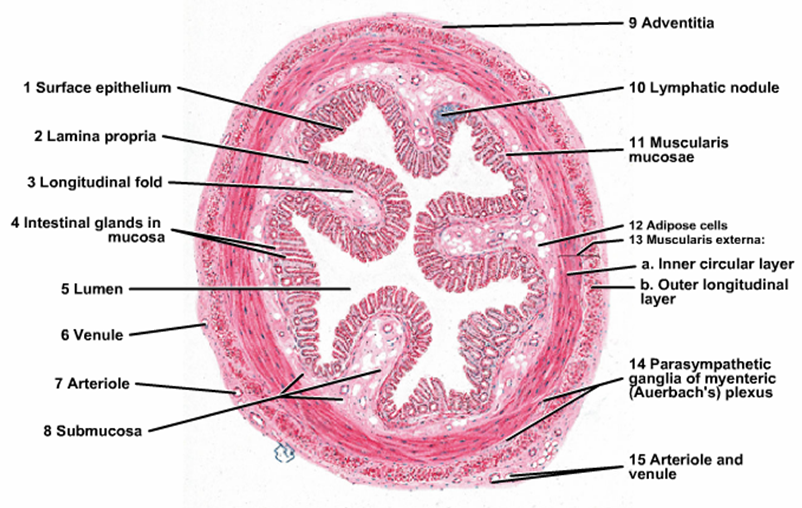 1 Surface epithelium
2 Lamina propria
3 Longitudinal fold
4 Intestinal glands in
mucosa
5 Lumen
6 Venule
7 Arteriole
8 Submucosa
9 Adventitia
10 Lymphatic nodule
11 Muscularis
mucosae
12 Adipose cells
13 Muscularis externa:
a. Inner circular layer
b. Outer longitudinal
layer
14 Parasympathetic
ganglia of myenteric
(Auerbach's) plexus
15 Arteriole and
venule